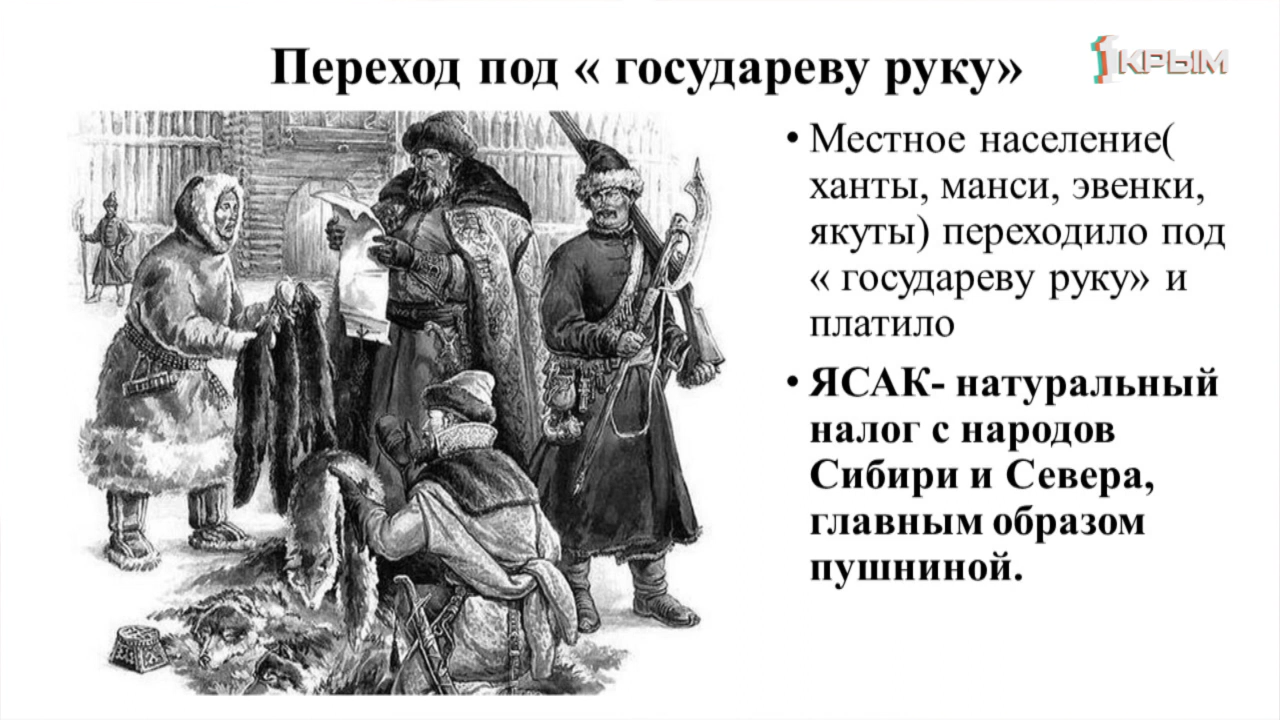 Переход под « государеву руку»
1КРЫМ
• Местное население(
ханты, манси, эвенки,
якуты) переходило под
« государеву руку» и
платило
• ЯСАК- натуральный
налог с народов
Сибири и Севера,
главным образом
пушниной.